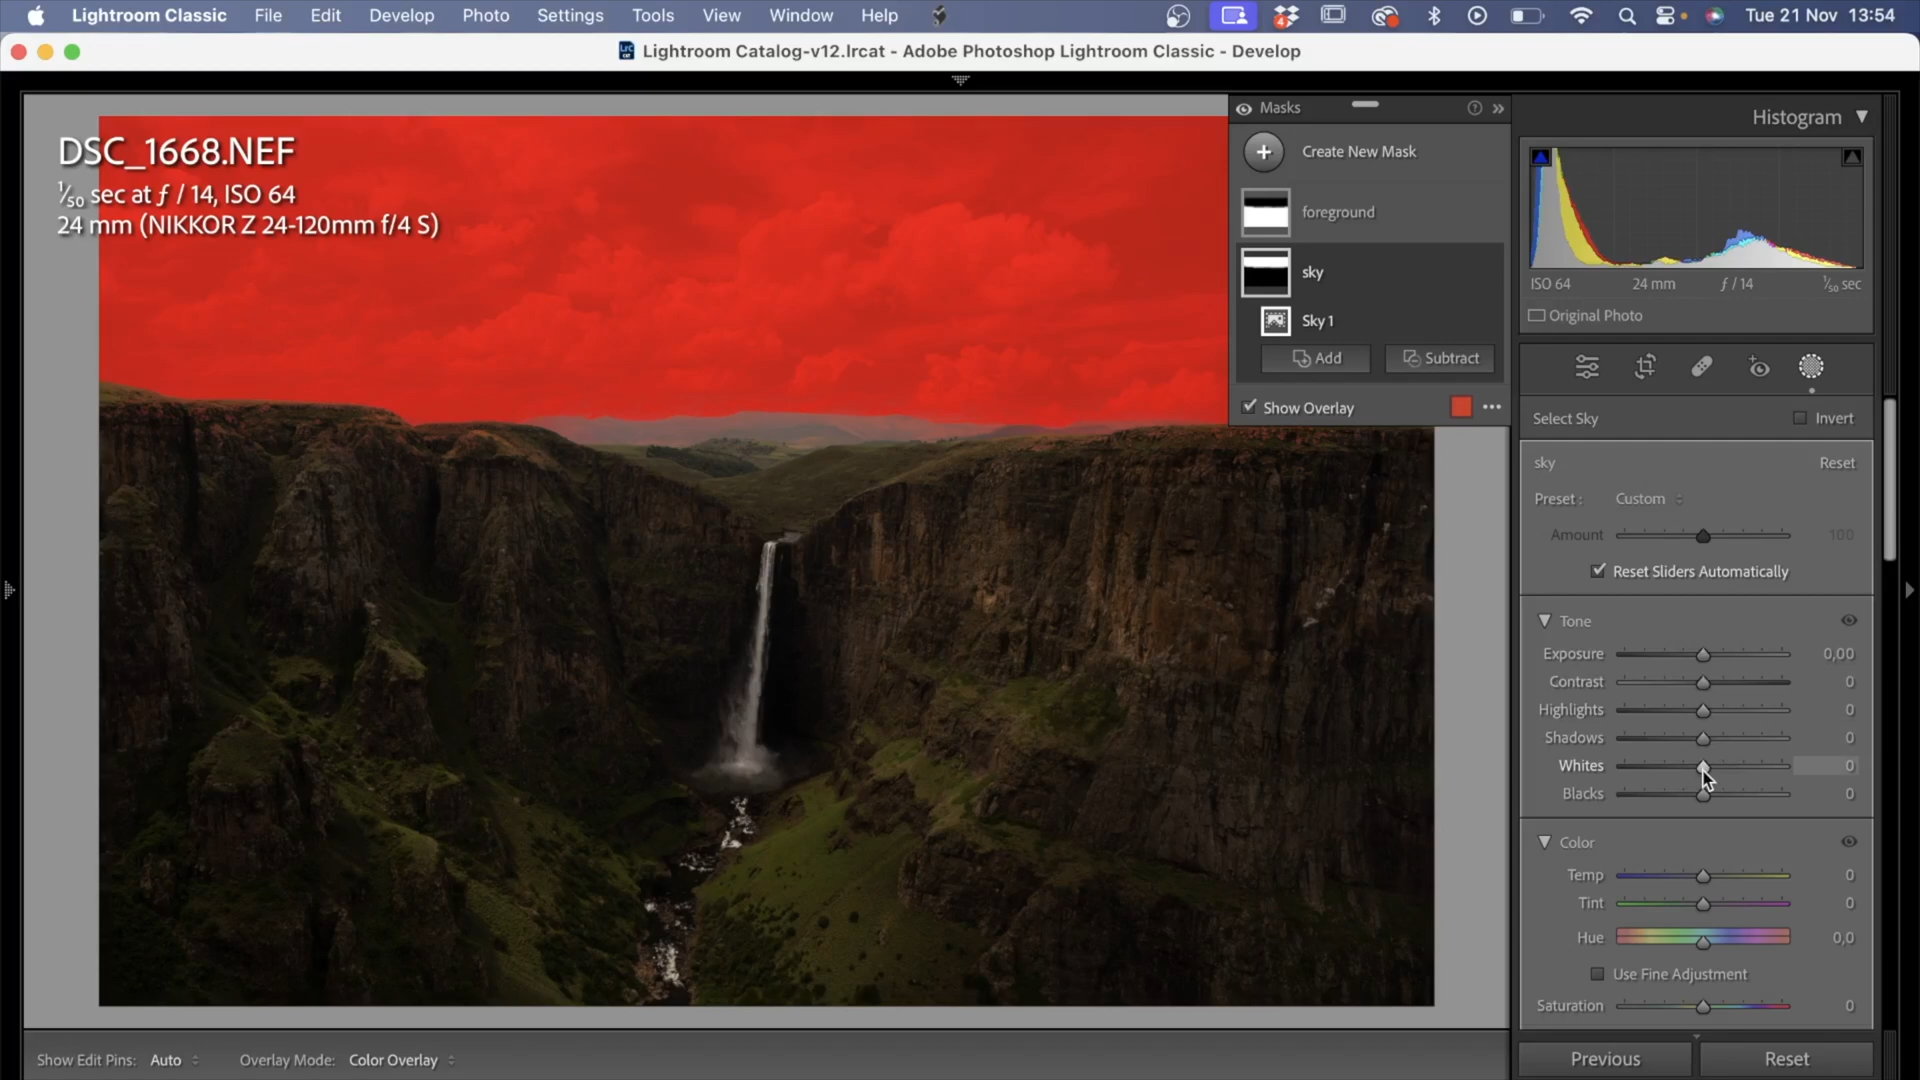 Lightroom Classic File Edit Develop Photo Settings Tools View Window Help 4 Tue 21 Nov 13:54
LrC CAT Lightroom Catalog-v12.lrcat - Adobe Photoshop Lightroom Classic - Develop
DSC_1668.NEF
1/50 sec at ƒ / 14, ISO 64
24 mm (NIKKOR Z 24-120mm f/4 S)
Masks ?
Create New Mask
foreground
sky
Sky 1
Add Subtract
Show Overlay
Histogram
ISO 64 24 mm ƒ / 14 1/50 sec
Original Photo
Select Sky Invert
sky Reset
Preset : Custom
Amount 100
Reset Sliders Automatically
Tone
Exposure 0,00
Contrast 0
Highlights 0
Shadows 0
Whites 0
Blacks 0
Color
Temp 0
Tint 0
Hue 0,0
Use Fine Adjustment
Saturation 0
Show Edit Pins: Auto Overlay Mode: Color Overlay
Previous Reset